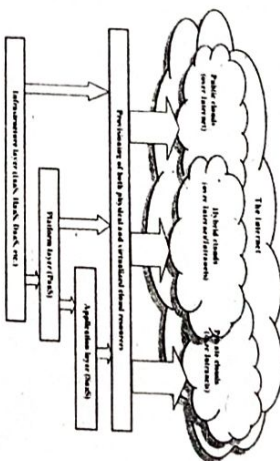 The Internet
Public clouds
(over Internet)
Hybrid clouds
(over Internet/Intranets)
Private clouds
(over Intranets)
Provisioning of both physical and virtualized cloud resources
Application layer (SaaS)
Platform layer (PaaS)
Infrastructure layer (IaaS, HaaS, DaaS, etc.)